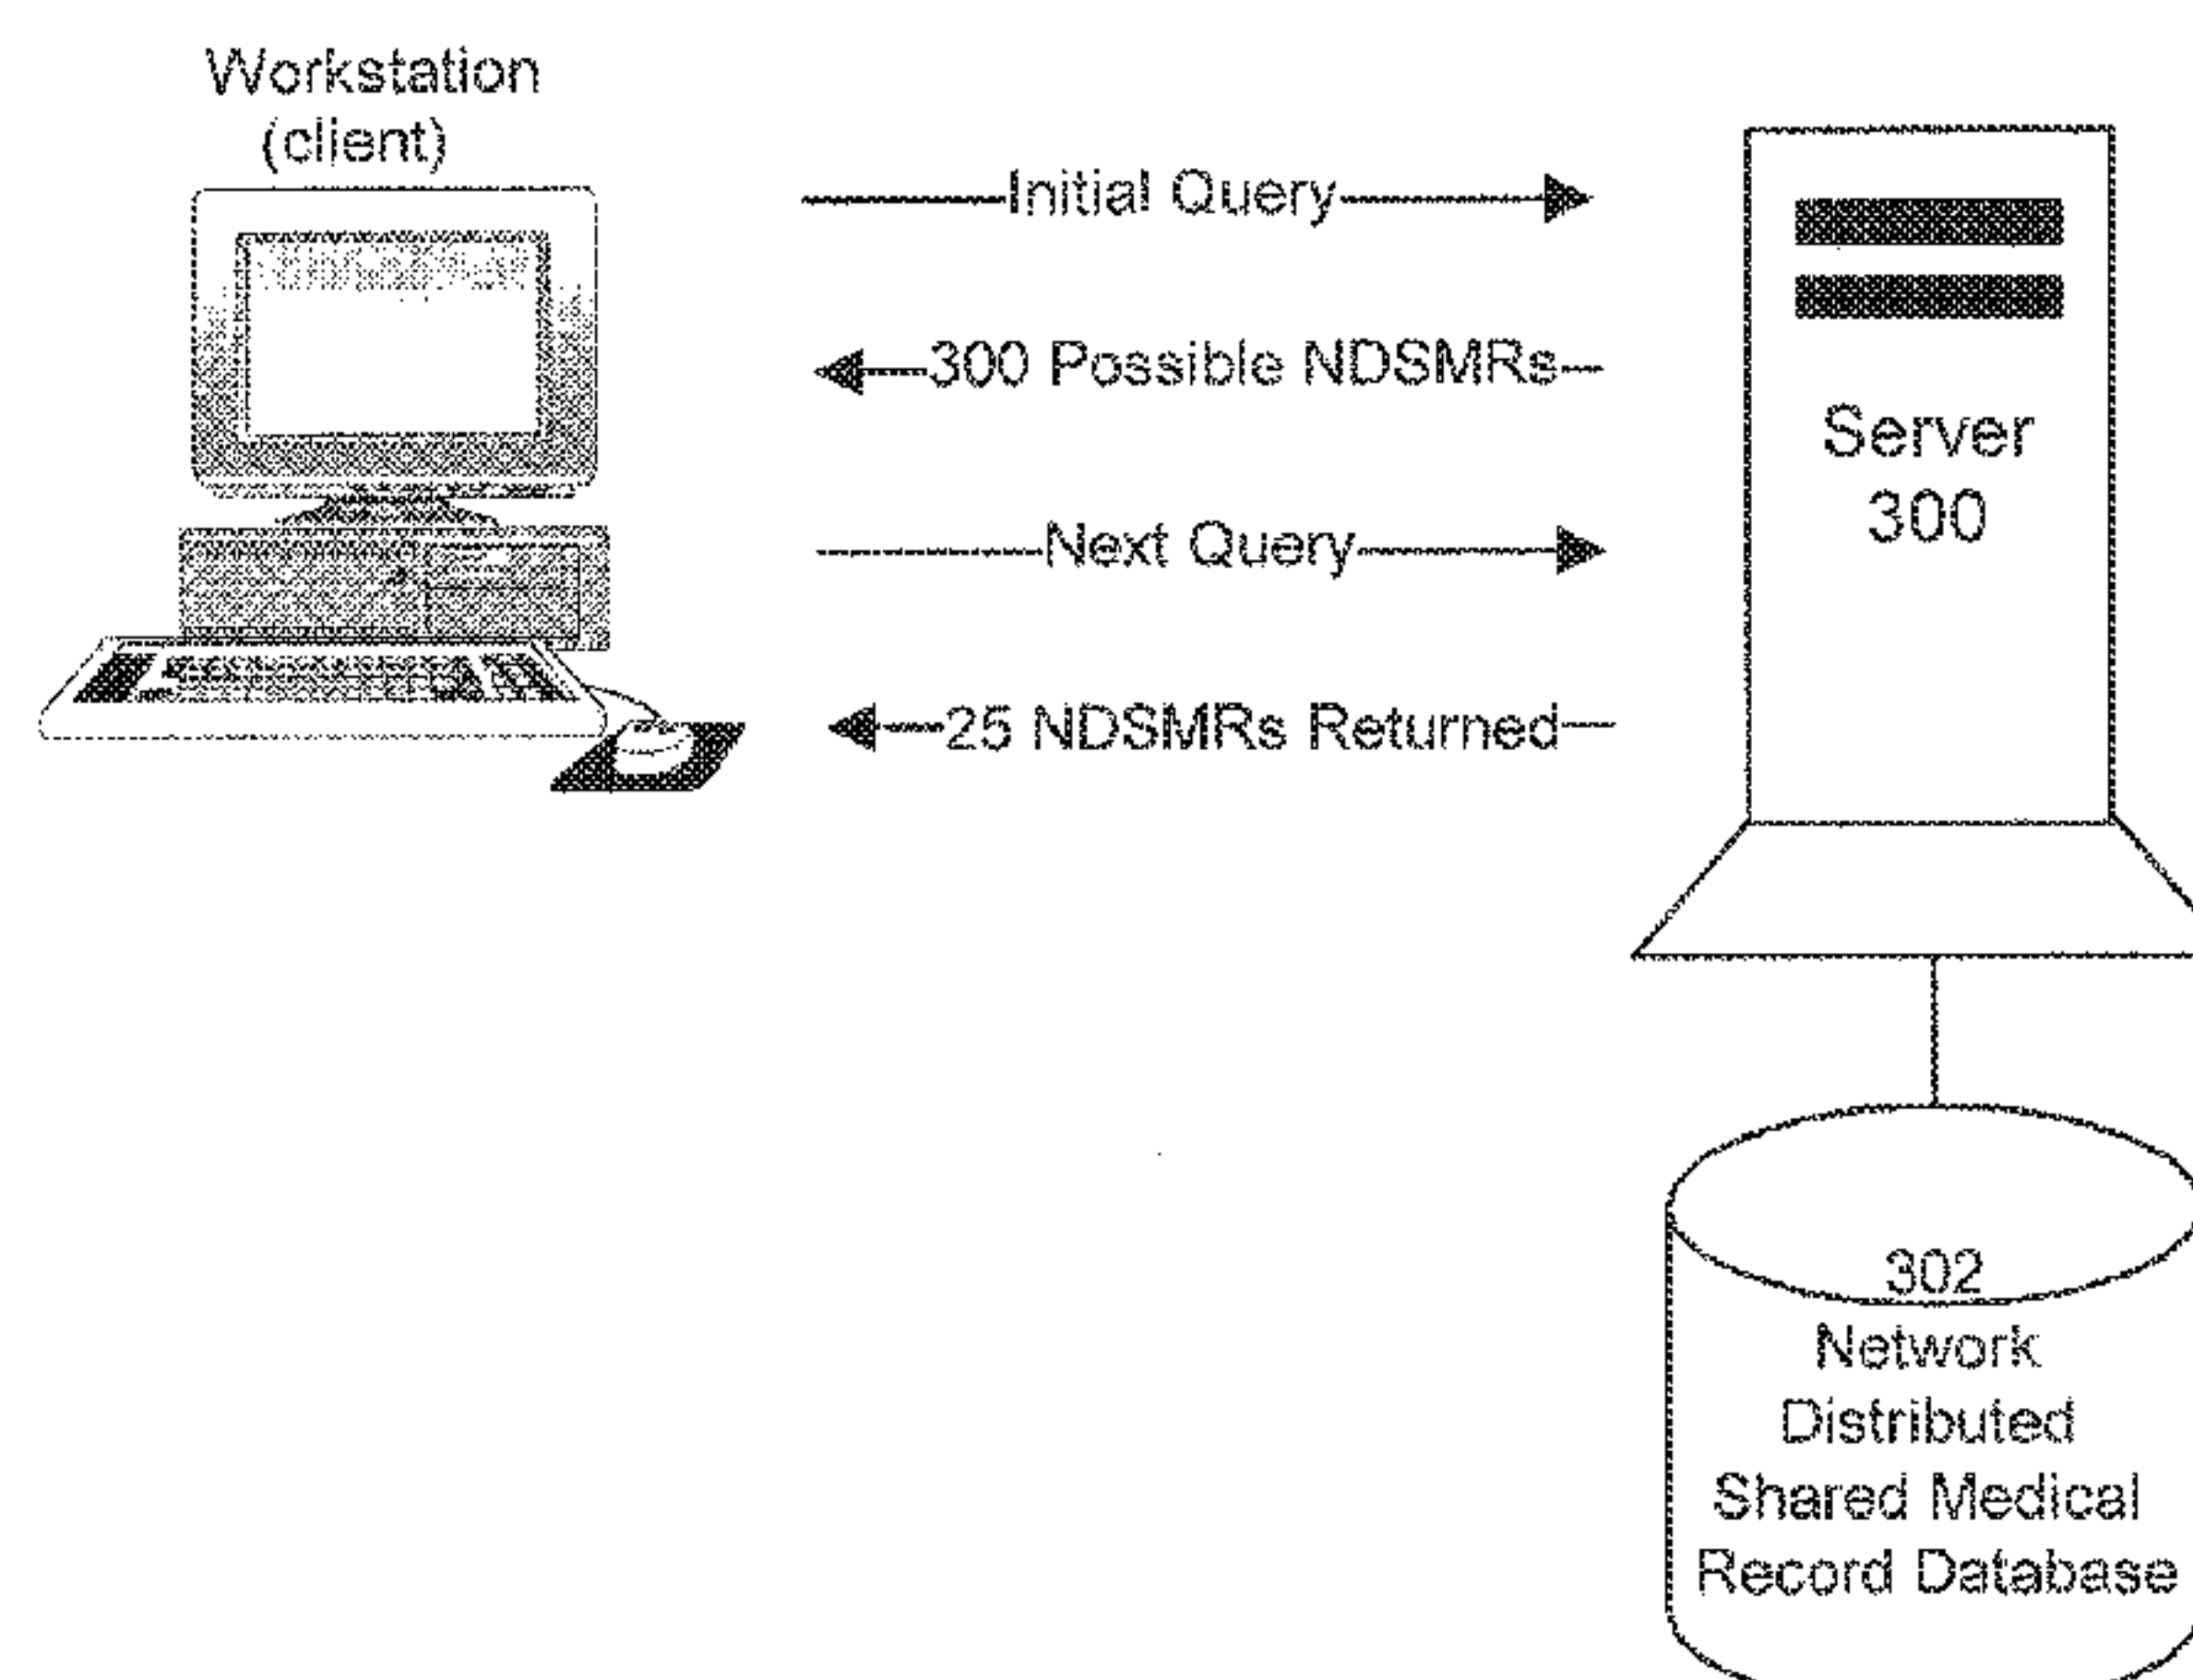 Workstation
(client)
Initial Query
300 Possible NDSMRs
Next Query
25 NDSMRs Returned
Server
300
302
Network
Distributed
Shared Medical
Record Database